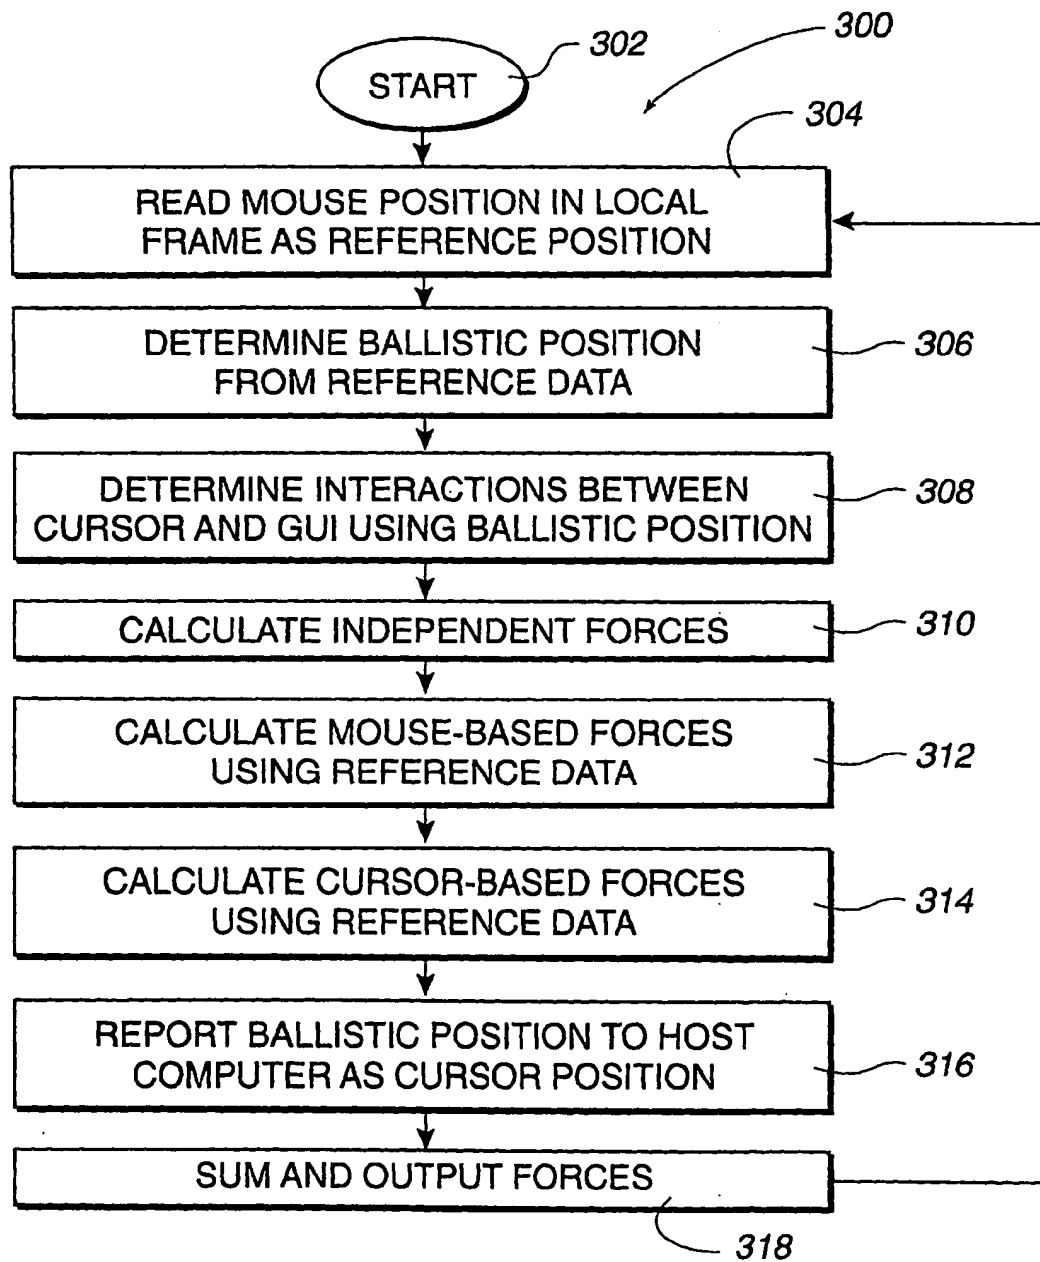 300
302
START
304
READ MOUSE POSITION IN LOCAL
FRAME AS REFERENCE POSITION
DETERMINE BALLISTIC POSITION
FROM REFERENCE DATA
306
DETERMINE INTERACTIONS BETWEEN
CURSOR AND GUI USING BALLISTIC POSITION
308
CALCULATE INDEPENDENT FORCES
310
CALCULATE MOUSE-BASED FORCES
USING REFERENCE DATA
312
CALCULATE CURSOR-BASED FORCES
USING REFERENCE DATA
314
REPORT BALLISTIC POSITION TO HOST
COMPUTER AS CURSOR POSITION
316
SUM AND OUTPUT FORCES
318